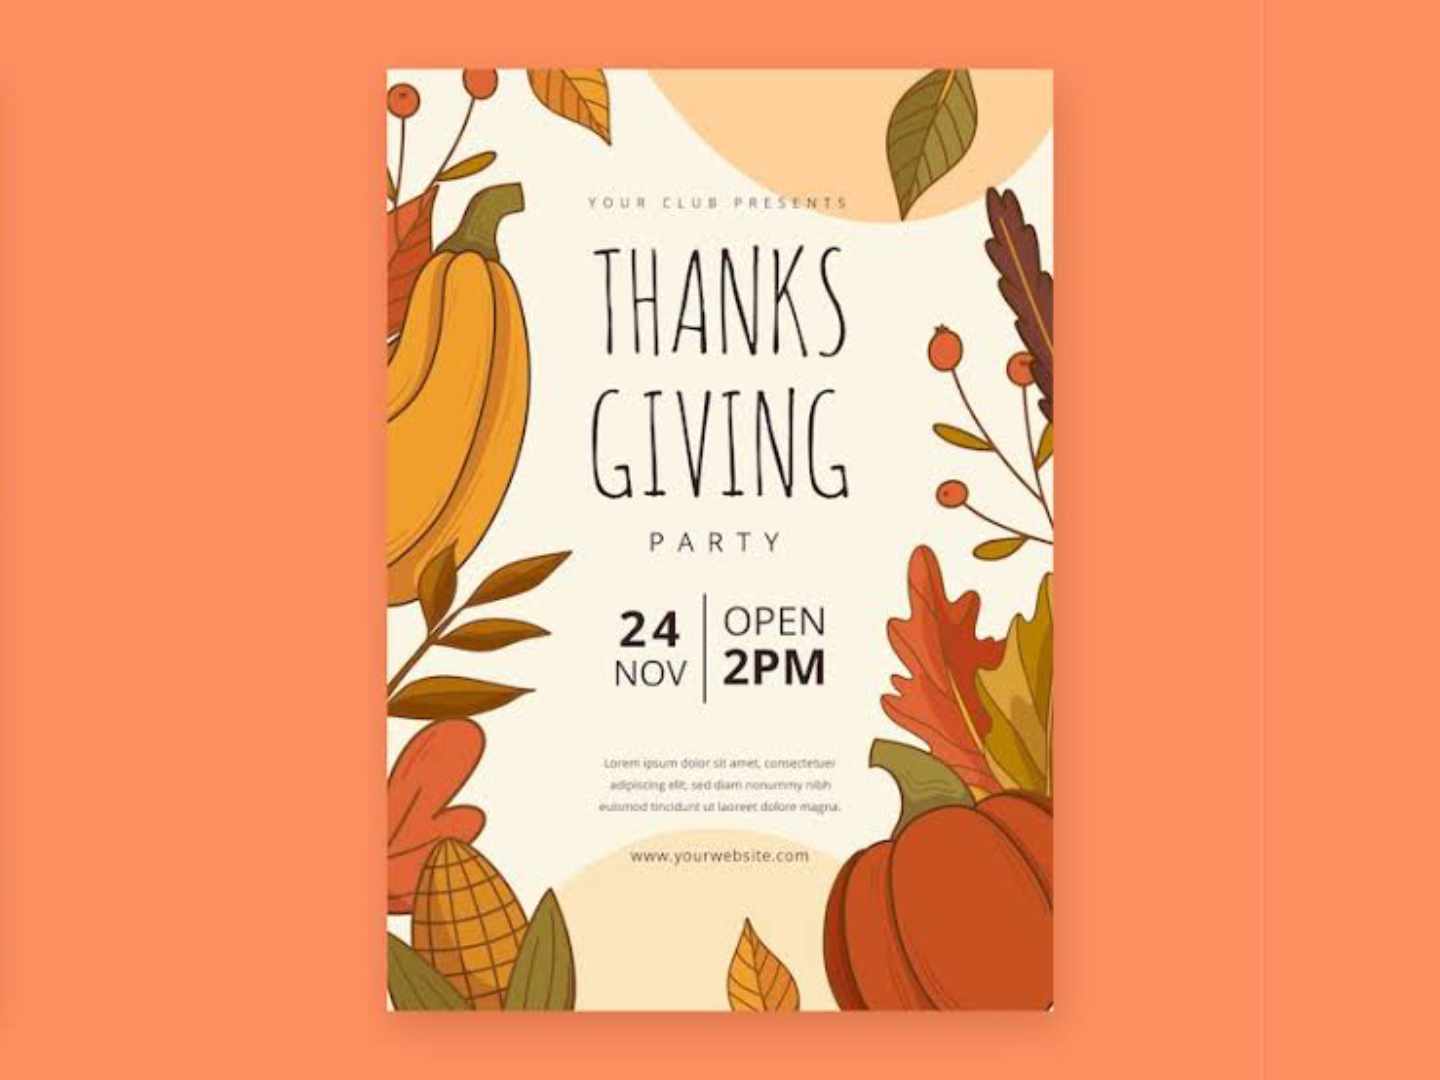 YOUR CLUB PRESENTS
THANKS
GIVING
PARTY
24
NOV
OPEN
2PM
Lorem ipsum dolor sit amet, consectetuer
adipiscing elit, sed diam nonummy nibh
euismod tincidunt ut laoreet dolore magna.
www.yourwebsite.com